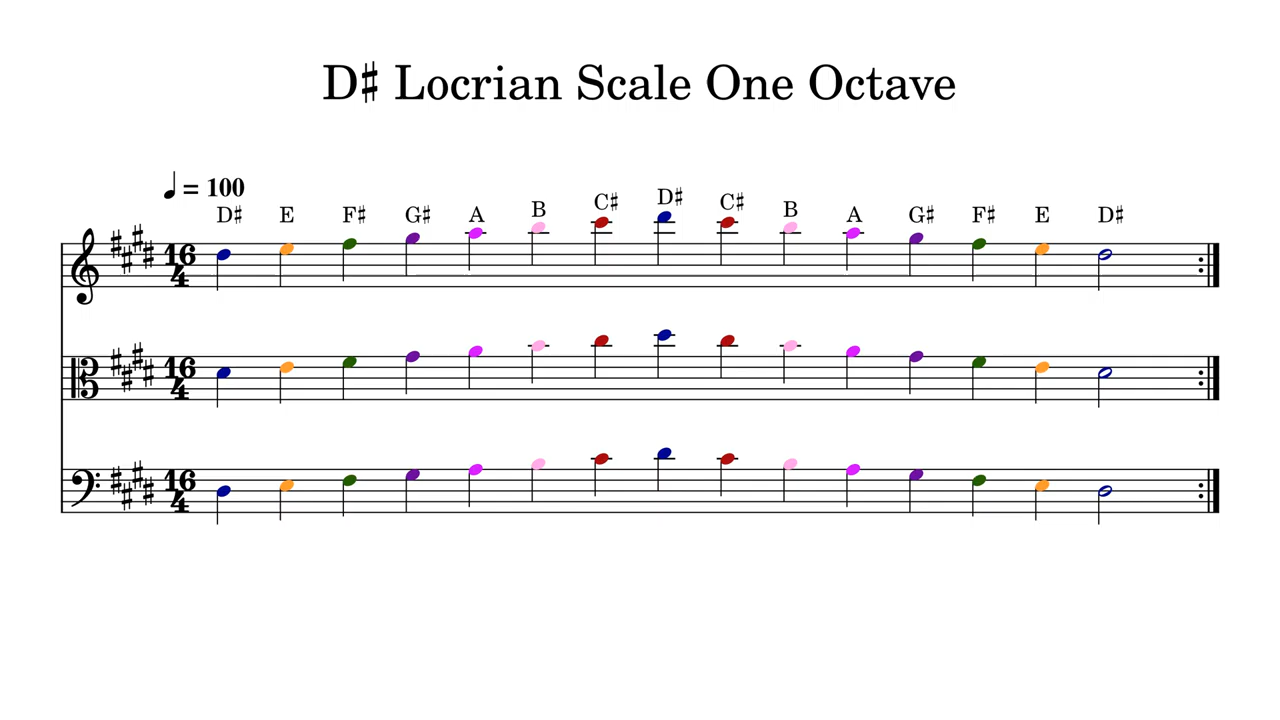 D♯ Locrian Scale One Octave
♩ = 100
D♯ E F♯ G♯ A B C♯ D♯ C♯ B A G♯ F♯ E D♯
16
4
16
4
16
4